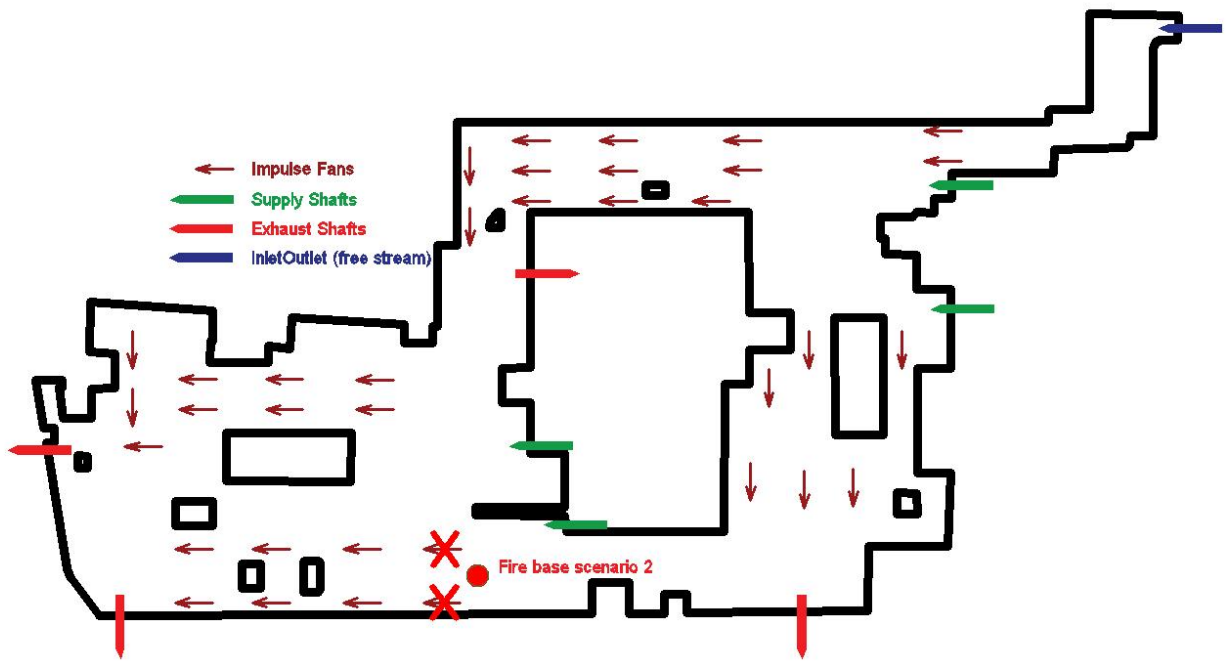 Impulse Fans
Supply Shafts
Exhaust Shafts
InletOutlet (free stream)
Fire base scenario 2